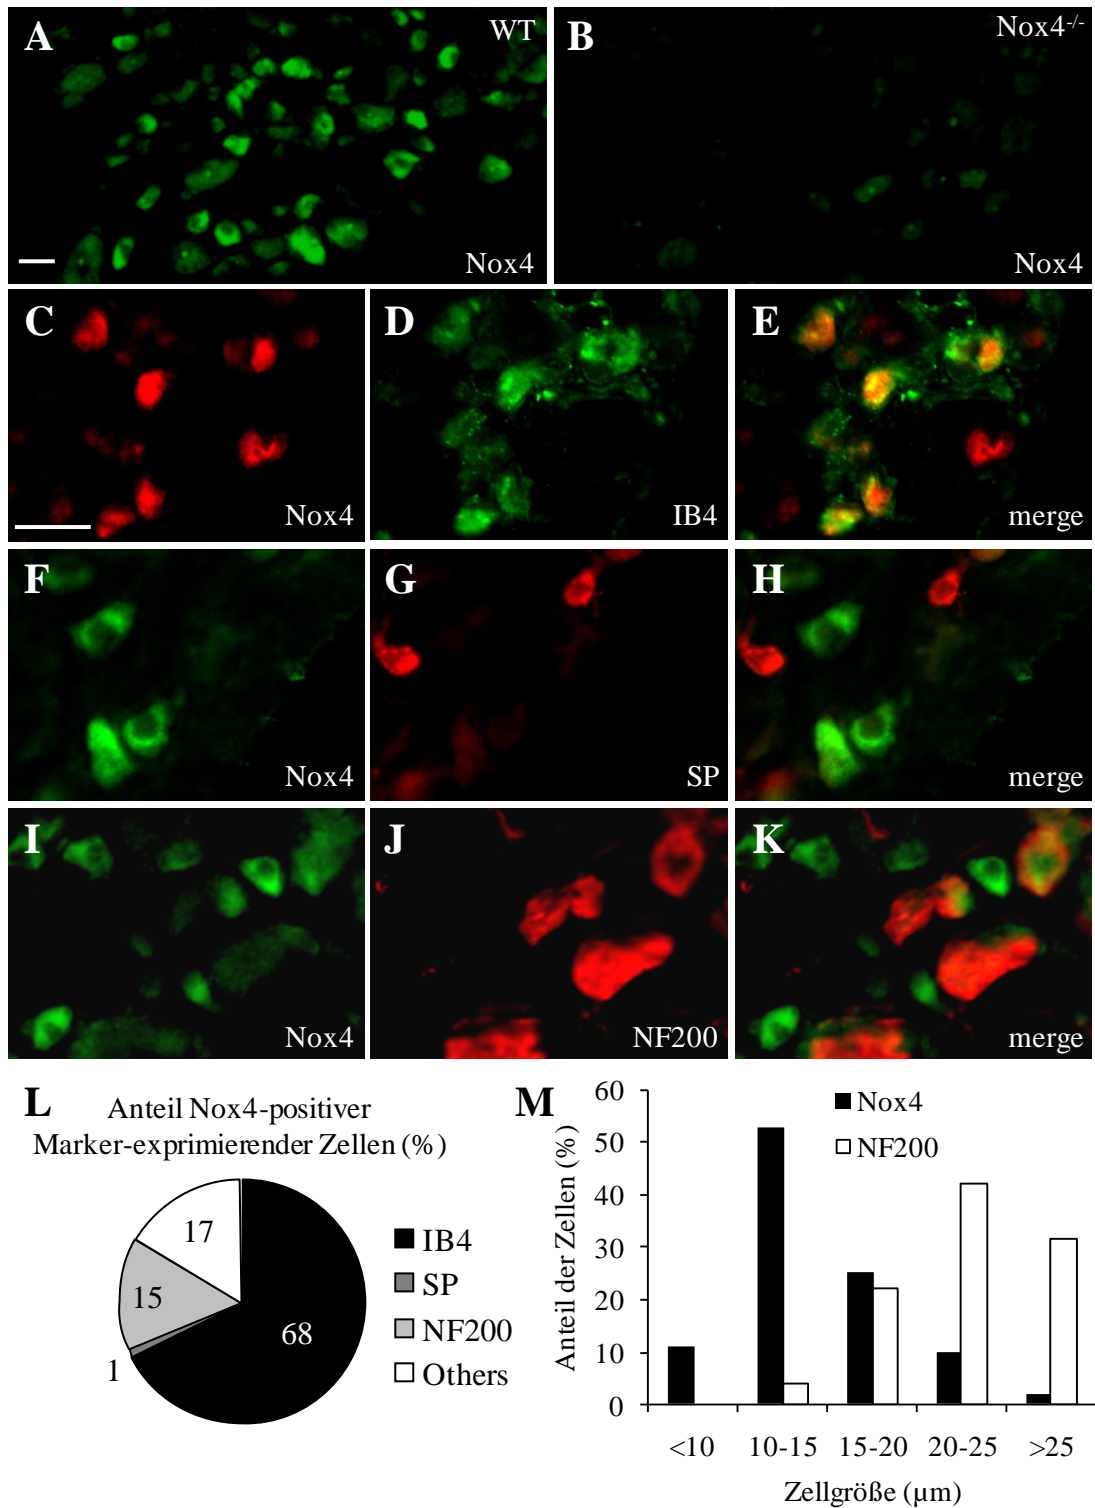 A
WT
Nox4
B
Nox4-/-
Nox4
C
Nox4
D
IB4
E
merge
F
Nox4
G
SP
H
merge
I
Nox4
J
NF200
K
merge
L
Anteil Nox4-positiver
Marker-exprimierender Zellen (%)
17
15
1
68
IB4
SP
NF200
Others
M
Anteil der Zellen (%)
60
50
40
30
20
10
0
Nox4
NF200
<10 10-15 15-20 20-25 >25
Zellgröße (µm)